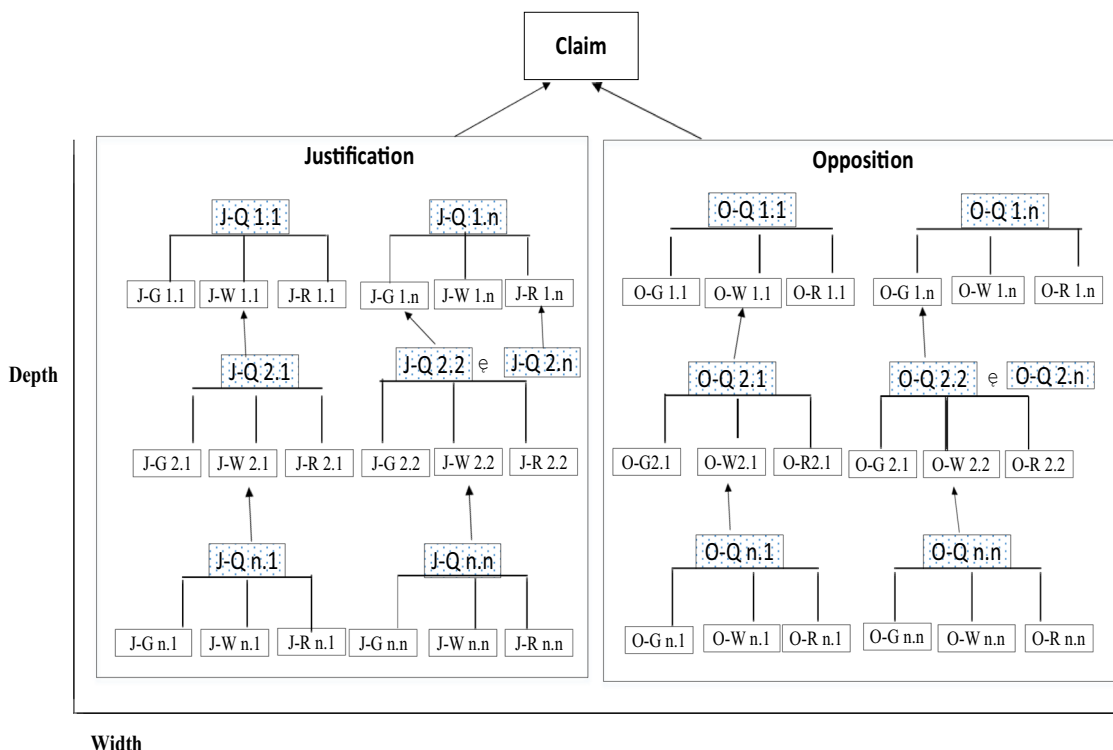 Claim
Justification
Opposition
J-Q 1.1
J-Q 1.n
O-Q 1.1
O-Q 1.n
J-G 1.1
J-W 1.1
J-R 1.1
J-G 1.n
J-W 1.n
J-R 1.n
O-G 1.1
O-W 1.1
O-R 1.1
O-G 1.n
O-W 1.n
O-R 1.n
Depth
J-Q 2.1
J-Q 2.2 ę J-Q 2.n
O-Q 2.1
O-Q 2.2 ę O-Q 2.n
J-G 2.1
J-W 2.1
J-R 2.1
J-G 2.2
J-W 2.2
J-R 2.2
O-G2.1
O-W2.1
O-R2.1
O-G 2.1
O-W 2.2
O-R 2.2
J-Q n.1
J-Q n.n
O-Q n.1
O-Q n.n
J-G n.1
J-W n.1
J-R n.1
J-G n.n
J-W n.n
J-R n.n
O-G n.1
O-W n.1
O-R n.1
O-G n.n
O-W n.n
O-R n.n
Width